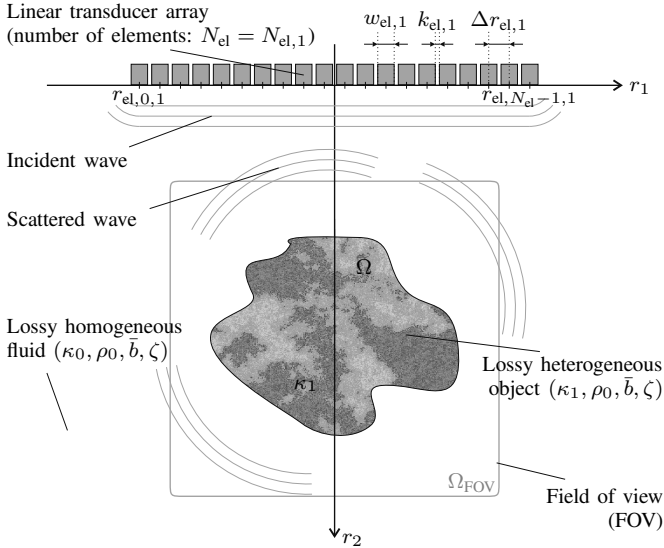 Linear transducer array
(number of elements: N_el = N_el,1)
w_el,1 k_el,1 Δr_el,1
r_el,0,1 r_el,N_el−1,1 r_1
Incident wave
Scattered wave
Ω
Lossy homogeneous
fluid (κ_0, ρ_0, b̄, ζ)
Lossy heterogeneous
object (κ_1, ρ_0, b̄, ζ)
κ_1
Ω_FOV
Field of view
(FOV)
r_2